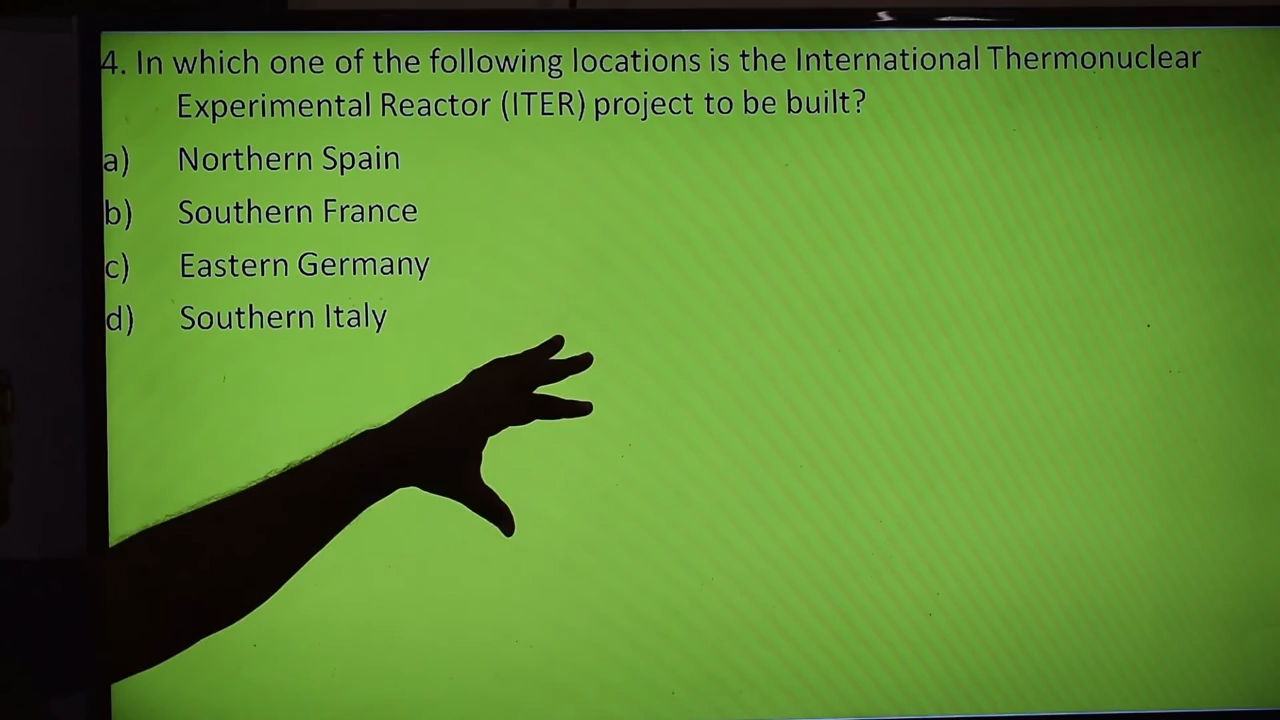 4. In which one of the following locations is the International Thermonuclear
Experimental Reactor (ITER) project to be built?
a) Northern Spain
b) Southern France
c) Eastern Germany
d) Southern Italy